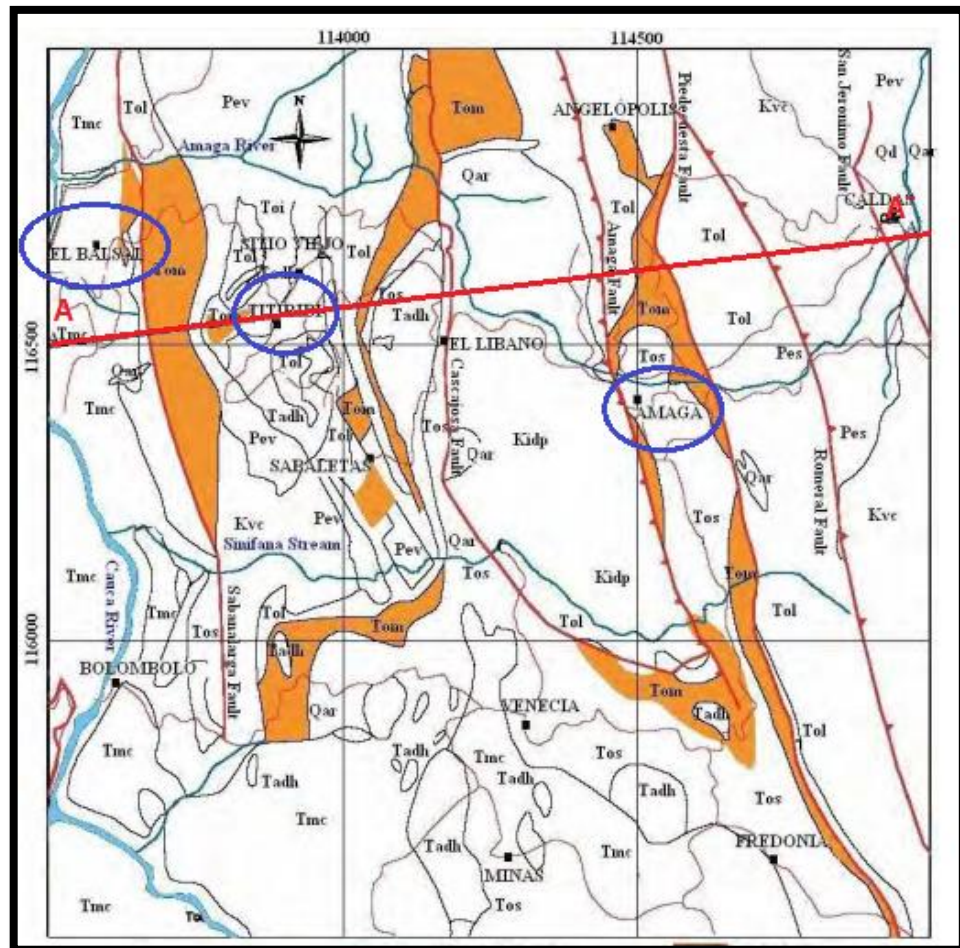 114000
114500
Tmc
Tol
Pev
Tom
ANGELOPOLIS
Piedemuesta Fault
Kvc
San Jeronimo Fault
Pev
Amaga River
Qar
Qd
Qar
Toi
Tol
CALDAS
A
EL BALSAL
SITIO VIEJO
Tol
Tol
Amaga Fault
Tol
Tom
Tos
A
TITIRIBI
Tadh
Tom
Tol
Tmc
116500
EL LIBANO
Tos
Pes
Qar
Tol
Cascajosa Fault
Tmc
Tadh
Tom
Tos
AMAGA
Kidp
Pev
Tol
Qar
Pes
Romeral Fault
SABALETAS
Qar
Tos
Kvc
Pev
Kvc
Sinifana Stream
Pev
Qar
Tmc
Tos
Kidp
Tom
Cauca River
Tmc
Tol
Tol
Tol
116000
Tos
Sabanalarga Fault
Tom
Tadh
BOLOMBOLO
Tom
Qar
VENECIA
Tadh
Tol
Tmc
Tadh
Tmc
Tos
Tadh
Tadh
Tadh
Tos
Tmc
Tadh
Tmc
FREDONIA
MINAS
Tmc
Tos